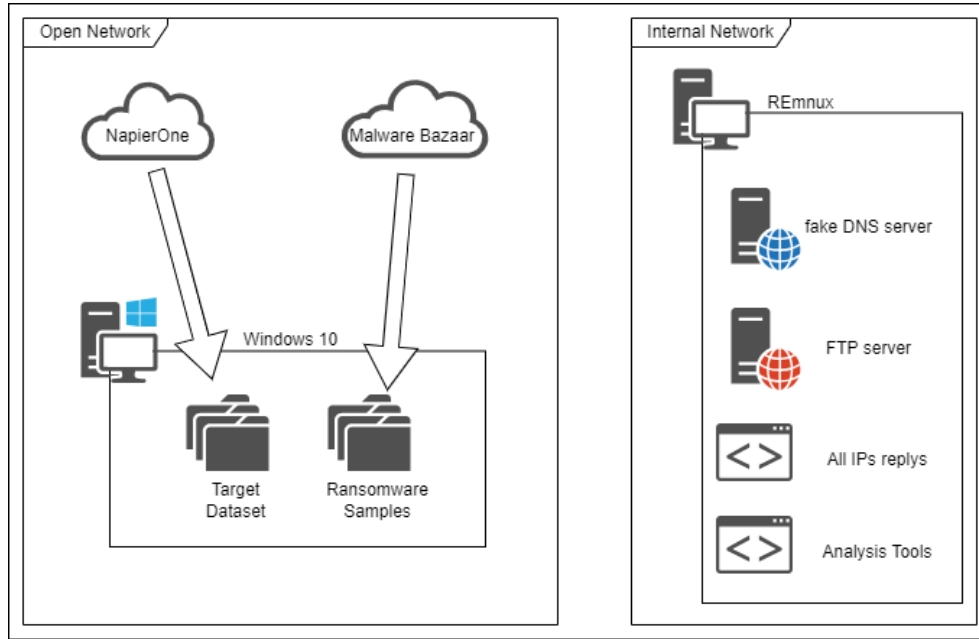 Open Network
NapierOne
Malware Bazaar
Windows 10
Target
Dataset
Ransomware
Samples
Internal Network
REmnux
fake DNS server
FTP server
<>
All IPs replys
<>
Analysis Tools